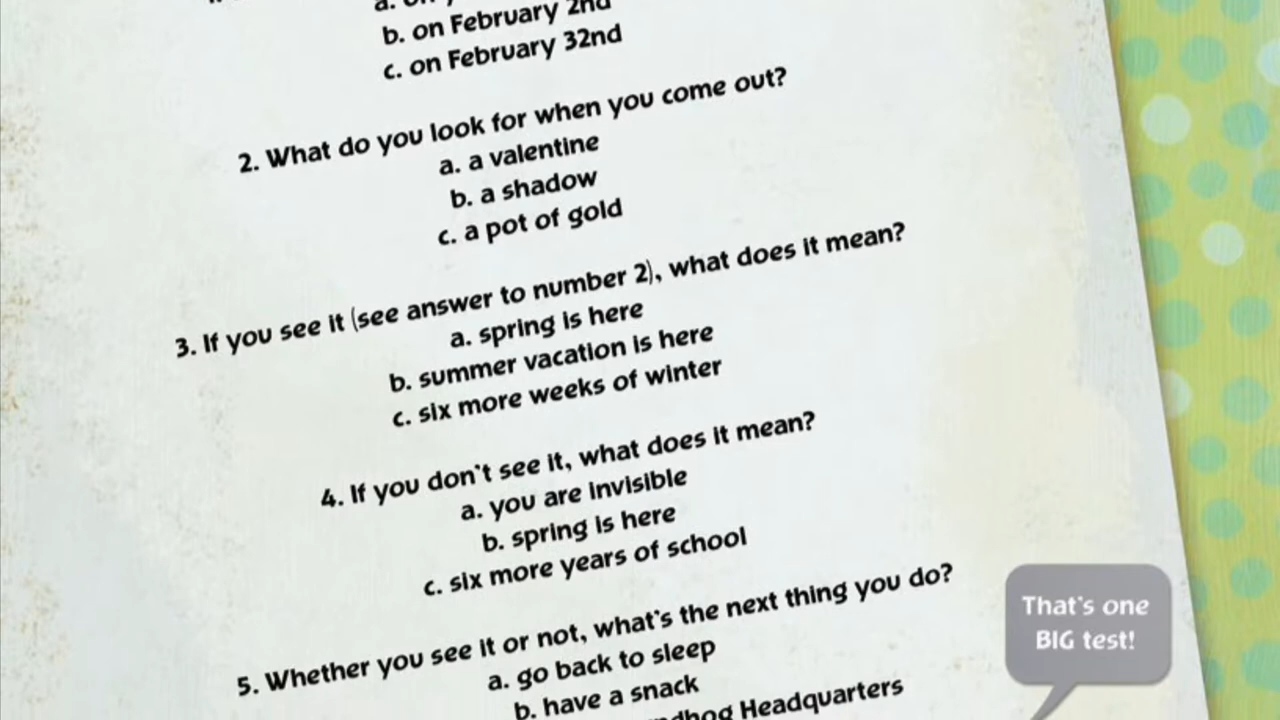 b. on February 2nd
c. on February 32nd
2. What do you look for when you come out?
a. a valentine
b. a shadow
c. a pot of gold
3. If you see it (see answer to number 2), what does it mean?
a. spring is here
b. summer vacation is here
c. six more weeks of winter
4. If you don't see it, what does it mean?
a. you are invisible
b. spring is here
c. six more years of school
5. Whether you see it or not, what's the next thing you do?
a. go back to sleep
b. have a snack
Headquarters
That's one
BIG test!